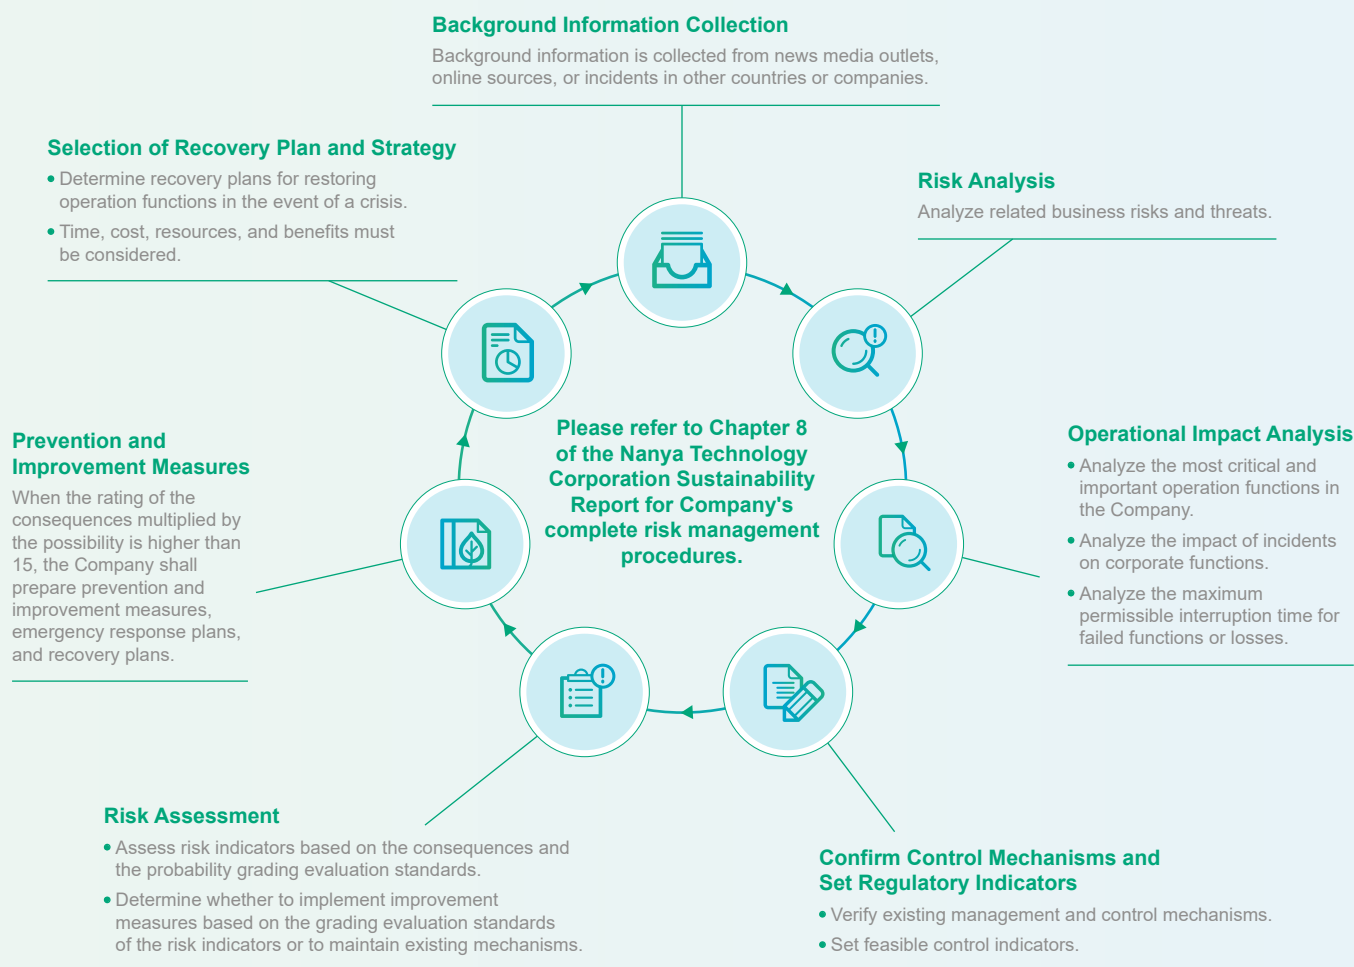 Background Information Collection
Background information is collected from news media outlets,
online sources, or incidents in other countries or companies.
Selection of Recovery Plan and Strategy
• Determine recovery plans for restoring
operation functions in the event of a crisis.
• Time, cost, resources, and benefits must
be considered.
Risk Analysis
Analyze related business risks and threats.
Please refer to Chapter 8
of the Nanya Technology
Corporation Sustainability
Report for Company's
complete risk management
procedures.
Prevention and
Improvement Measures
When the rating of the
consequences multiplied by
the possibility is higher than
15, the Company shall
prepare prevention and
improvement measures,
emergency response plans,
and recovery plans.
Operational Impact Analysis
• Analyze the most critical and
important operation functions in
the Company.
• Analyze the impact of incidents
on corporate functions.
• Analyze the maximum
permissible interruption time for
failed functions or losses.
Risk Assessment
• Assess risk indicators based on the consequences and
the probability grading evaluation standards.
• Determine whether to implement improvement
measures based on the grading evaluation standards
of the risk indicators or to maintain existing mechanisms.
Confirm Control Mechanisms and
Set Regulatory Indicators
• Verify existing management and control mechanisms.
• Set feasible control indicators.